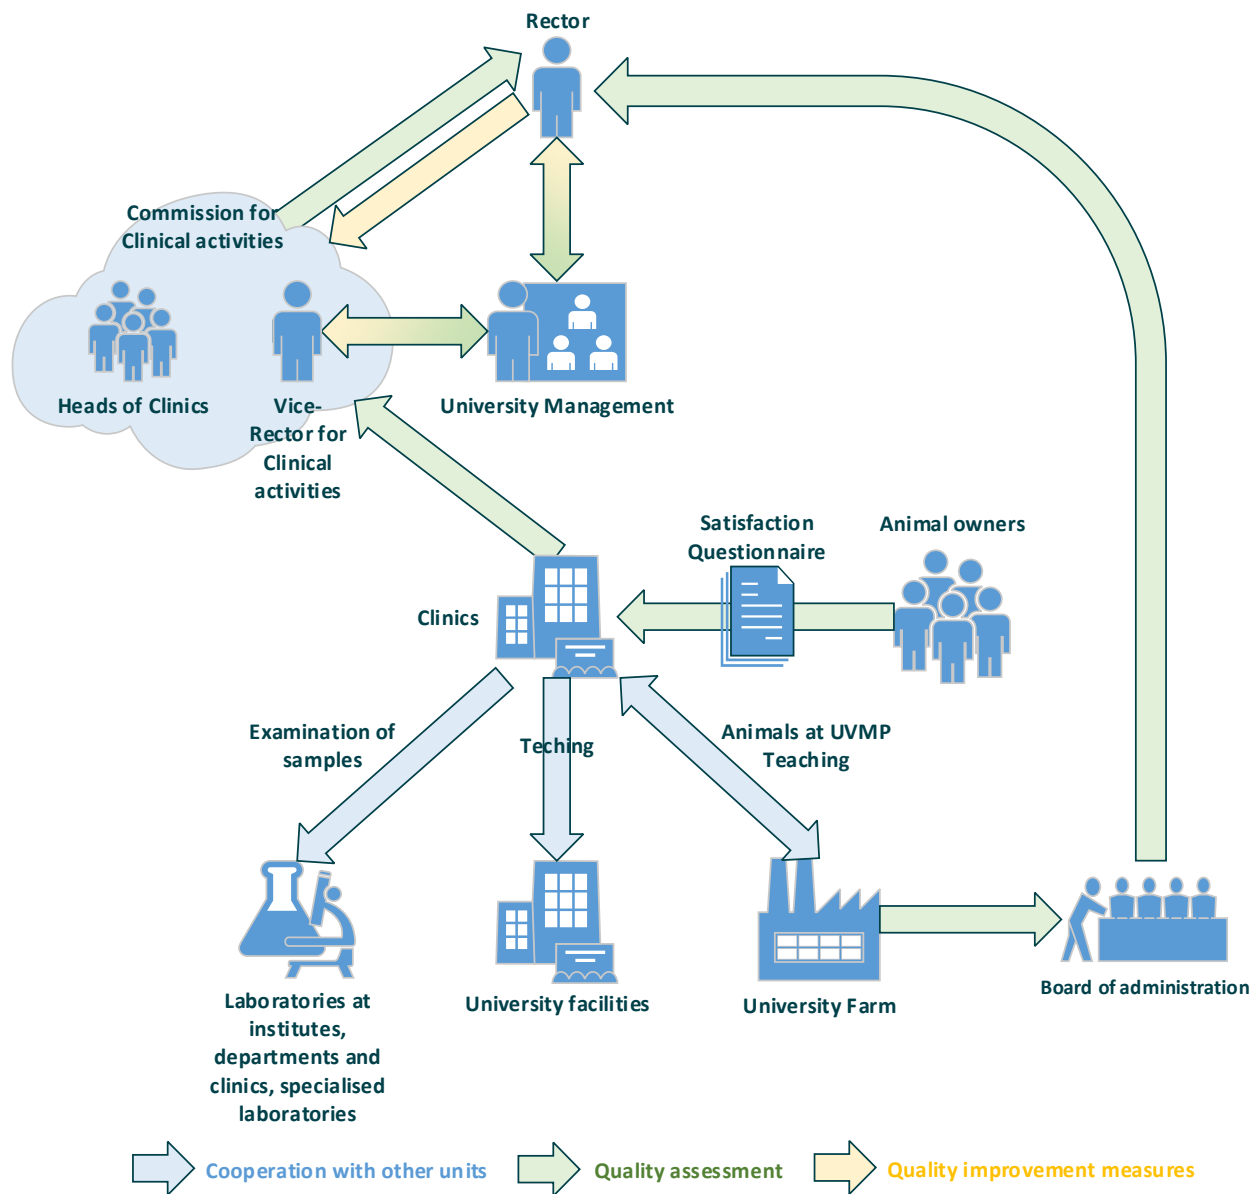 Rector
Commission for
Clinical activities
Heads of Clinics
Vice-
Rector for
Clinical
activities
University Management
Satisfaction
Questionnaire
Animal owners
Clinics
Examination of
samples
Teching
Animals at UVMP
Teaching
Laboratories at
institutes,
departments and
clinics, specialised
laboratories
University facilities
University Farm
Board of administration
Cooperation with other units
Quality assessment
Quality improvement measures